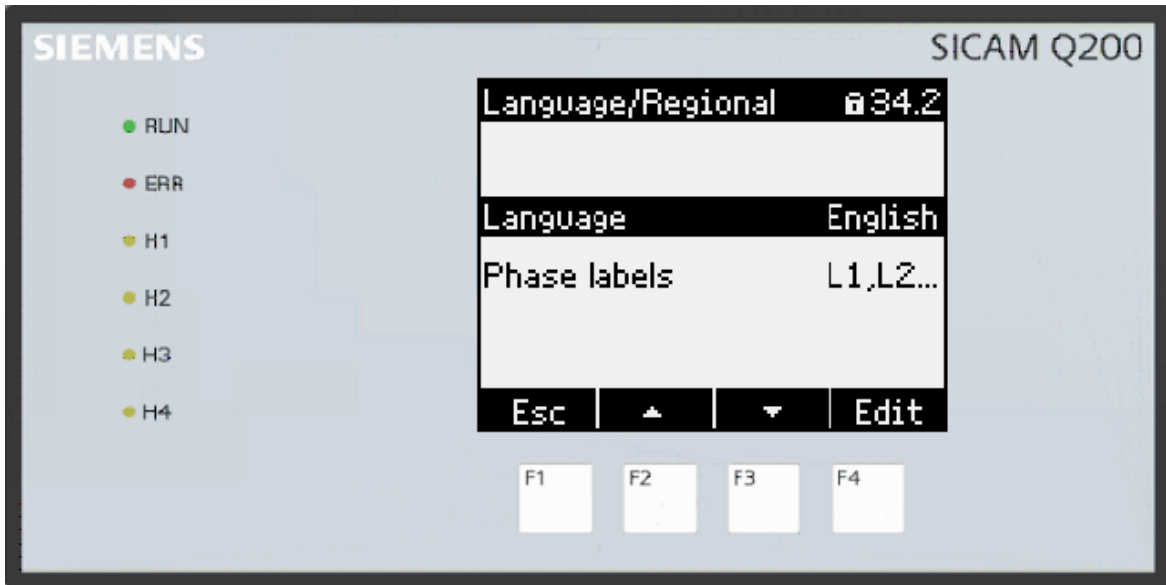 SIEMENS
SICAM Q200
RUN
ERR
H1
H2
H3
H4
Language/Regional 34.2
Language English
Phase labels L1,L2...
Esc Edit
F1 F2 F3 F4